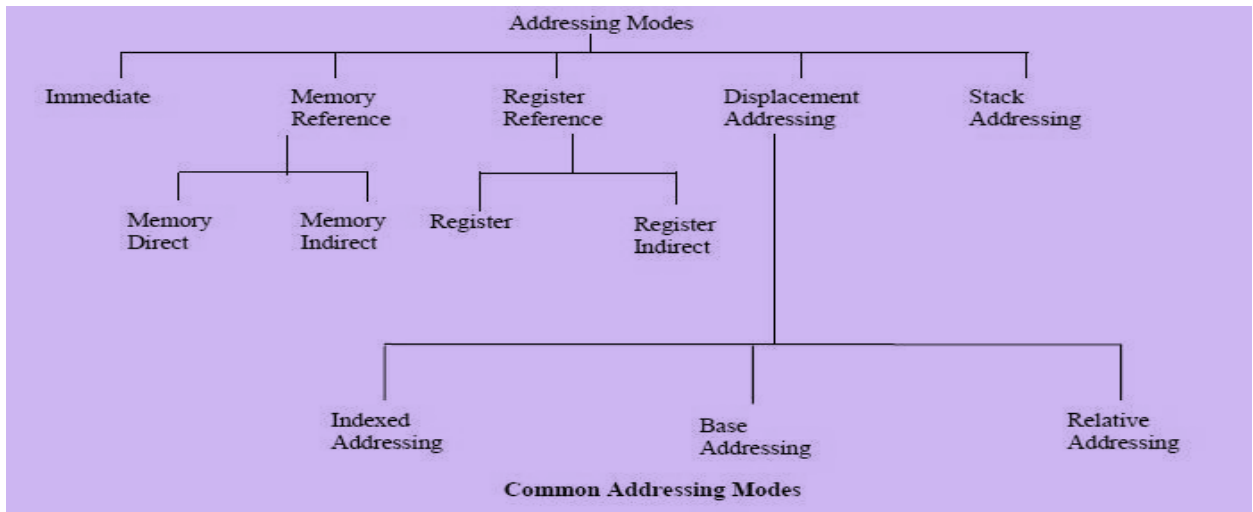 Addressing Modes
Immediate
Memory
Reference
Register
Reference
Displacement
Addressing
Stack
Addressing
Memory
Direct
Memory
Indirect
Register
Register
Indirect
Indexed
Addressing
Base
Addressing
Relative
Addressing
Common Addressing Modes